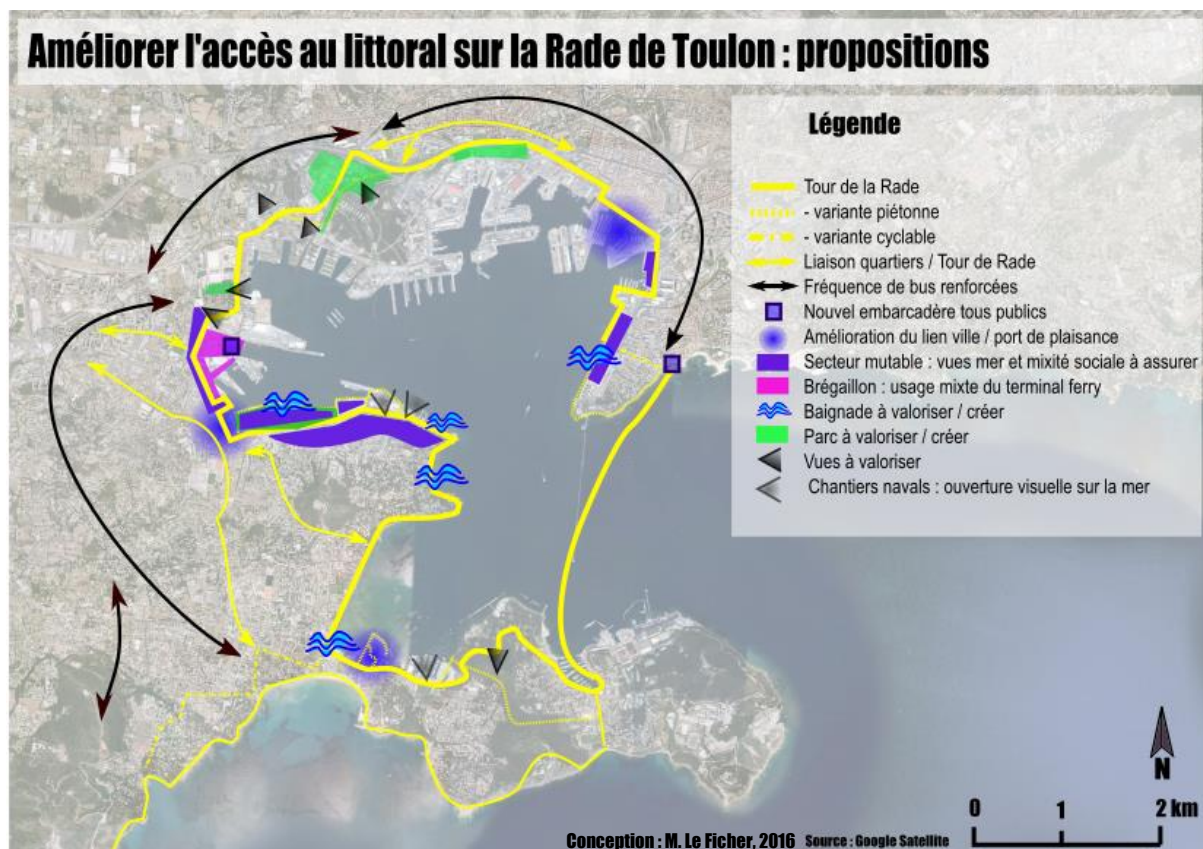 Améliorer l'accès au littoral sur la Rade de Toulon : propositions
Légende
Tour de la Rade
- variante piétonne
- variante cyclable
Liaison quartiers / Tour de Rade
Fréquence de bus renforcées
Nouvel embarcadère tous publics
Amélioration du lien ville / port de plaisance
Secteur mutable : vues mer et mixité sociale à assurer
Brégaillon : usage mixte du terminal ferry
Baignade à valoriser / créer
Parc à valoriser / créer
Vues à valoriser
Chantiers navals : ouverture visuelle sur la mer
N
0 1 2 km
Conception : M. Le Ficher, 2016 Source : Google Satellite